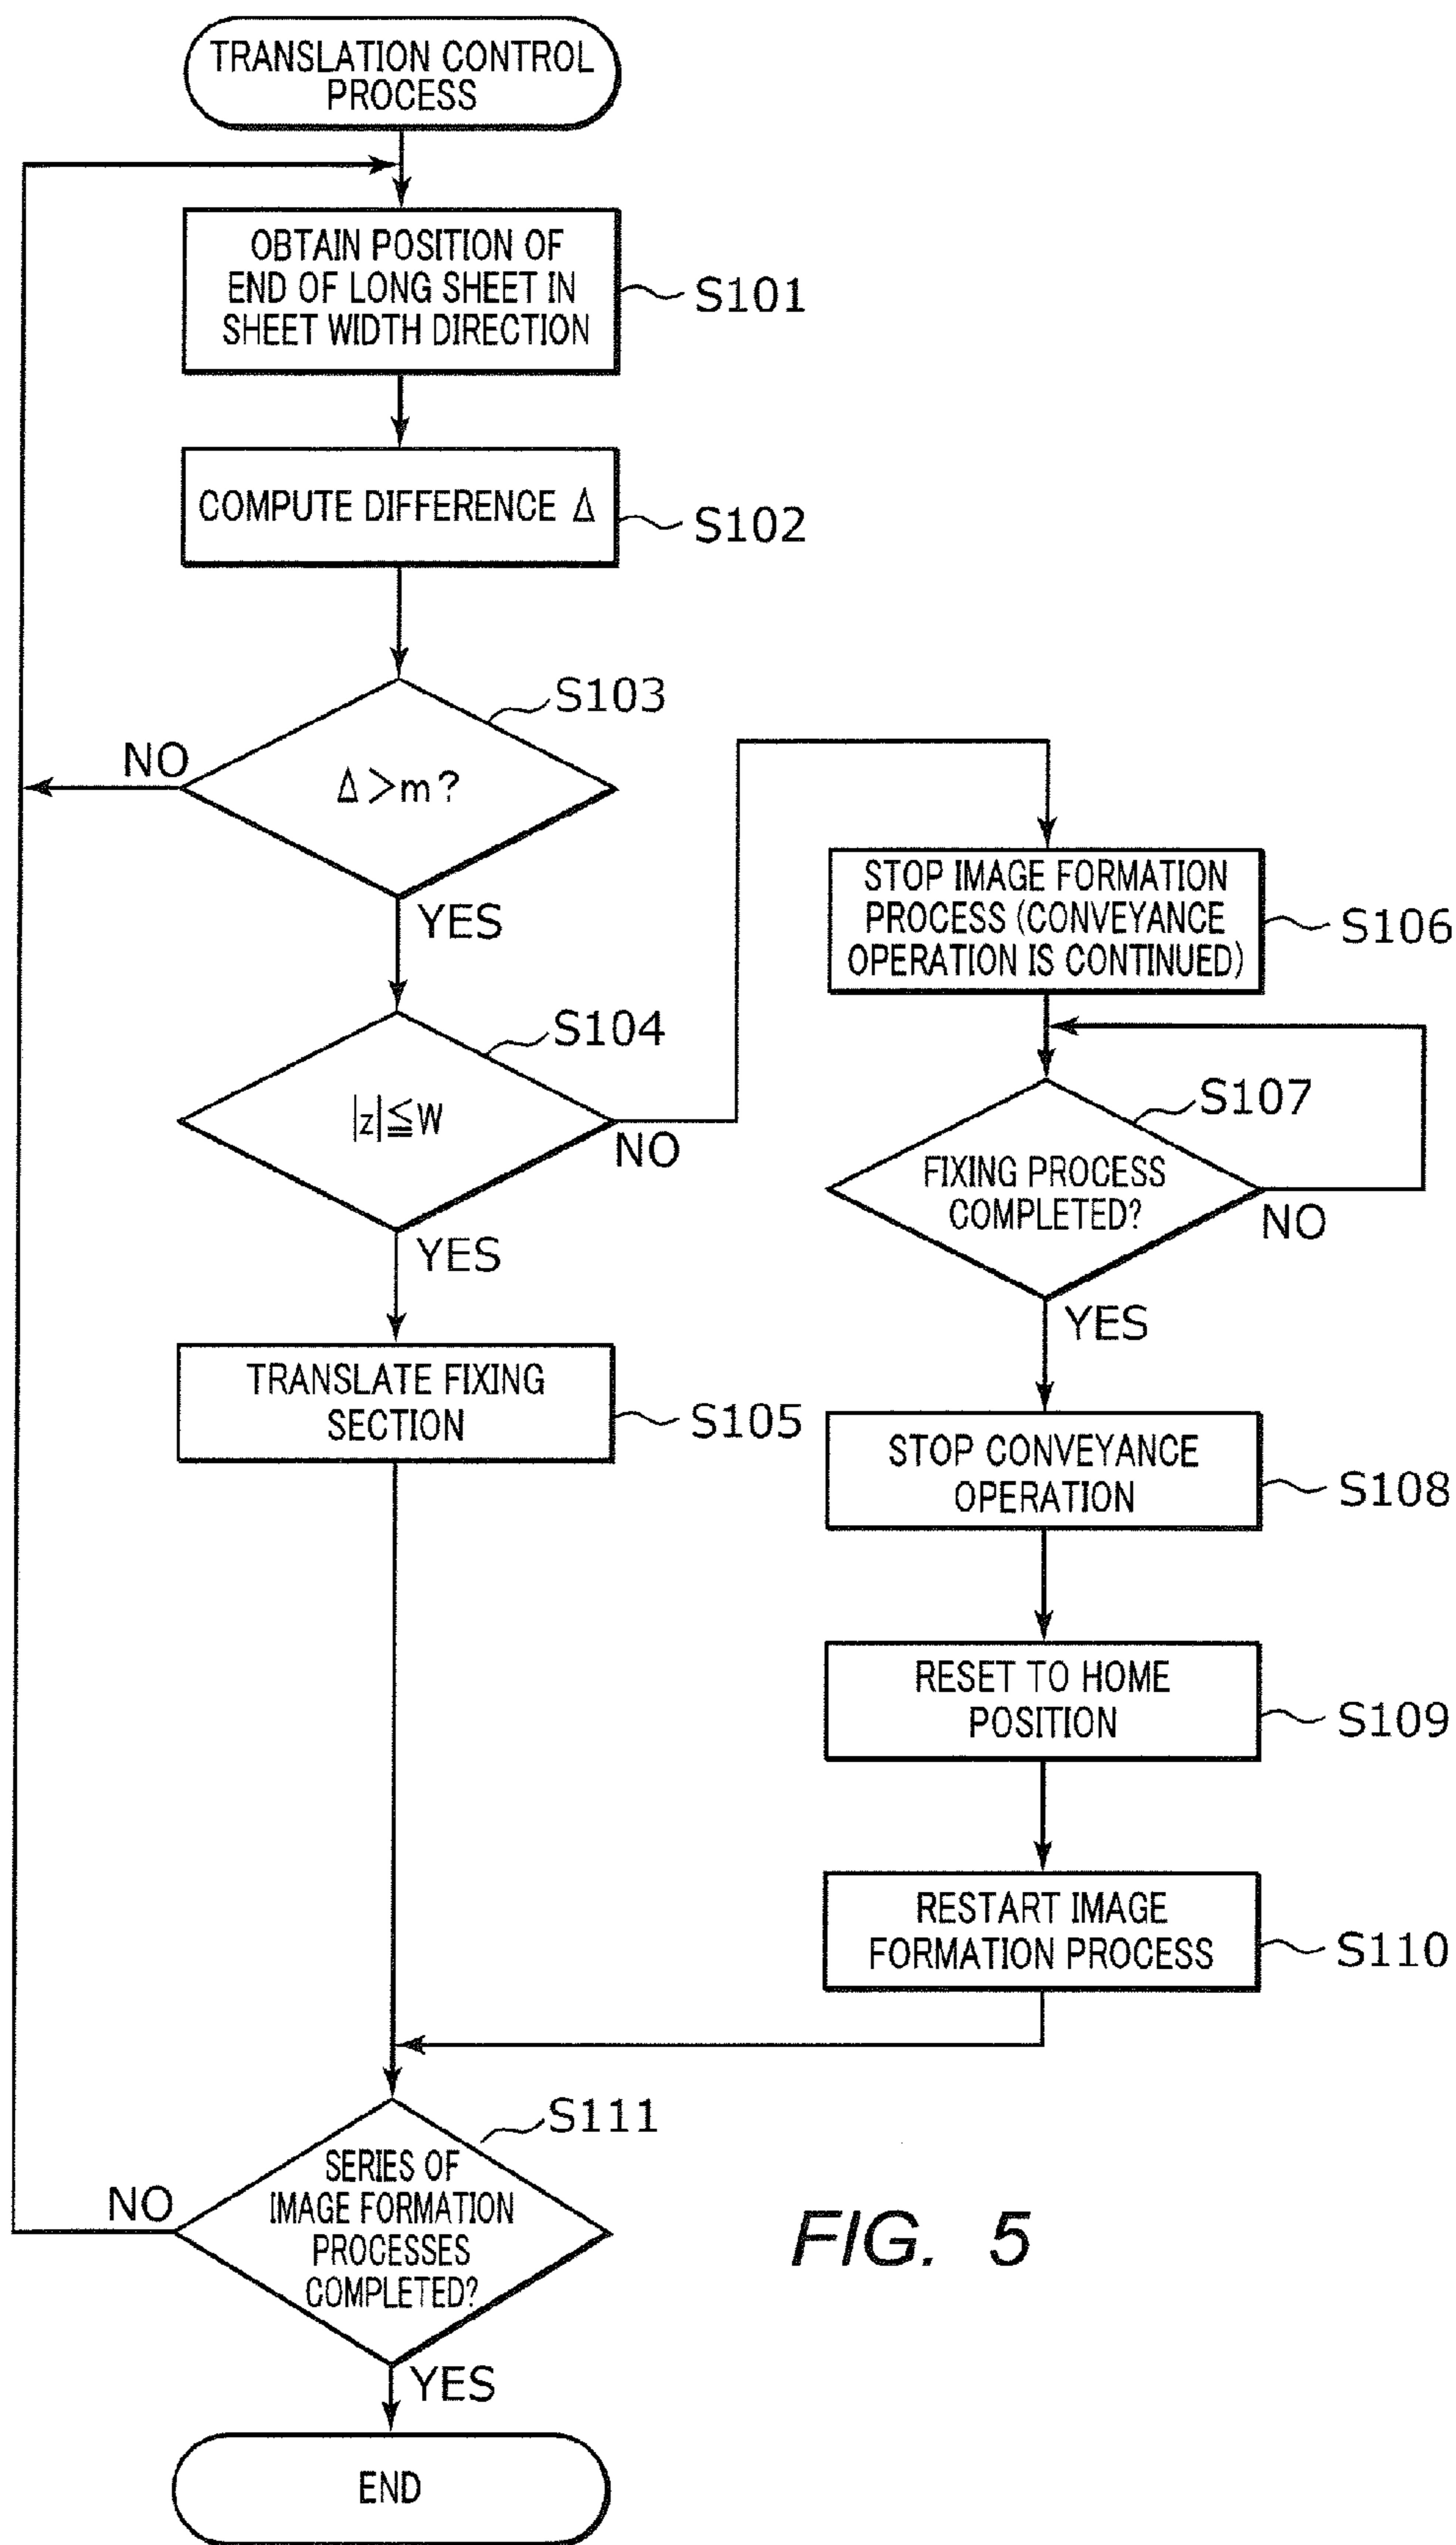 TRANSLATION CONTROL
PROCESS
OBTAIN POSITION OF
END OF LONG SHEET IN
SHEET WIDTH DIRECTION
S101
COMPUTE DIFFERENCE Δ
S102
S103
NO
Δ>m?
YES
S104
|z|≦W
NO
YES
TRANSLATE FIXING
SECTION
S105
STOP IMAGE FORMATION
PROCESS (CONVEYANCE
OPERATION IS CONTINUED)
S106
S107
FIXING PROCESS
COMPLETED?
NO
YES
STOP CONVEYANCE
OPERATION
S108
RESET TO HOME
POSITION
S109
RESTART IMAGE
FORMATION PROCESS
S110
S111
SERIES OF
IMAGE FORMATION
PROCESSES
COMPLETED?
NO
YES
END
FIG. 5